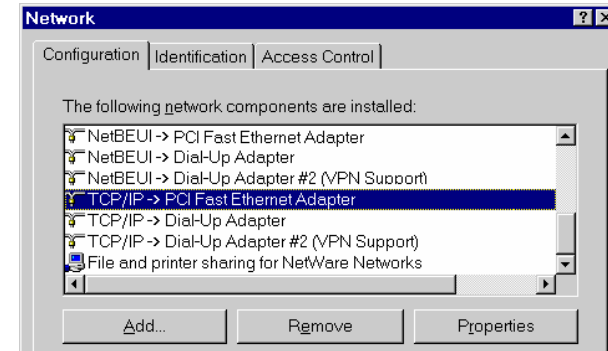 Network
Configuration Identification Access Control
The following network components are installed:
NetBEUI -> PCI Fast Ethernet Adapter
NetBEUI -> Dial-Up Adapter
NetBEUI -> Dial-Up Adapter #2 (VPN Support)
TCP/IP -> PCI Fast Ethernet Adapter
TCP/IP -> Dial-Up Adapter
TCP/IP -> Dial-Up Adapter #2 (VPN Support)
File and printer sharing for NetWare Networks
Add... Remove Properties